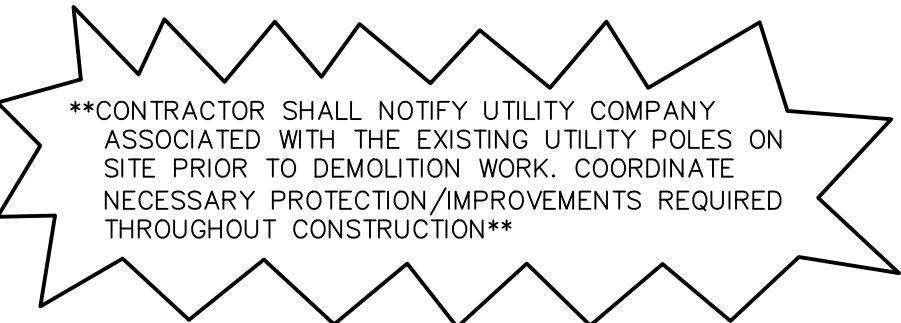 **CONTRACTOR SHALL NOTIFY UTILITY COMPANY
ASSOCIATED WITH THE EXISTING UTILITY POLES ON
SITE PRIOR TO DEMOLITION WORK. COORDINATE
NECESSARY PROTECTION/IMPROVEMENTS REQUIRED
THROUGHOUT CONSTRUCTION**